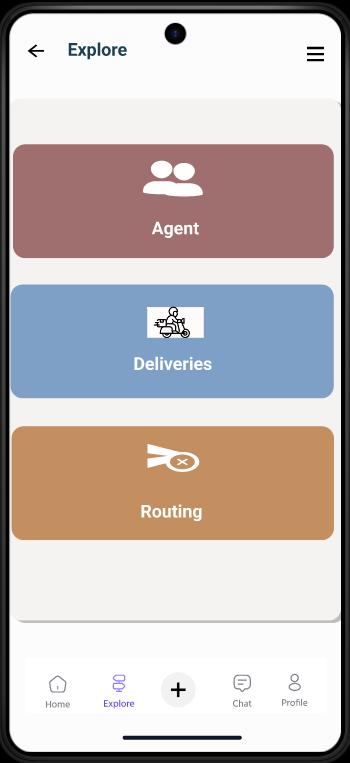 Explore
Agent
Deliveries
Routing
Home Explore Chat Profile